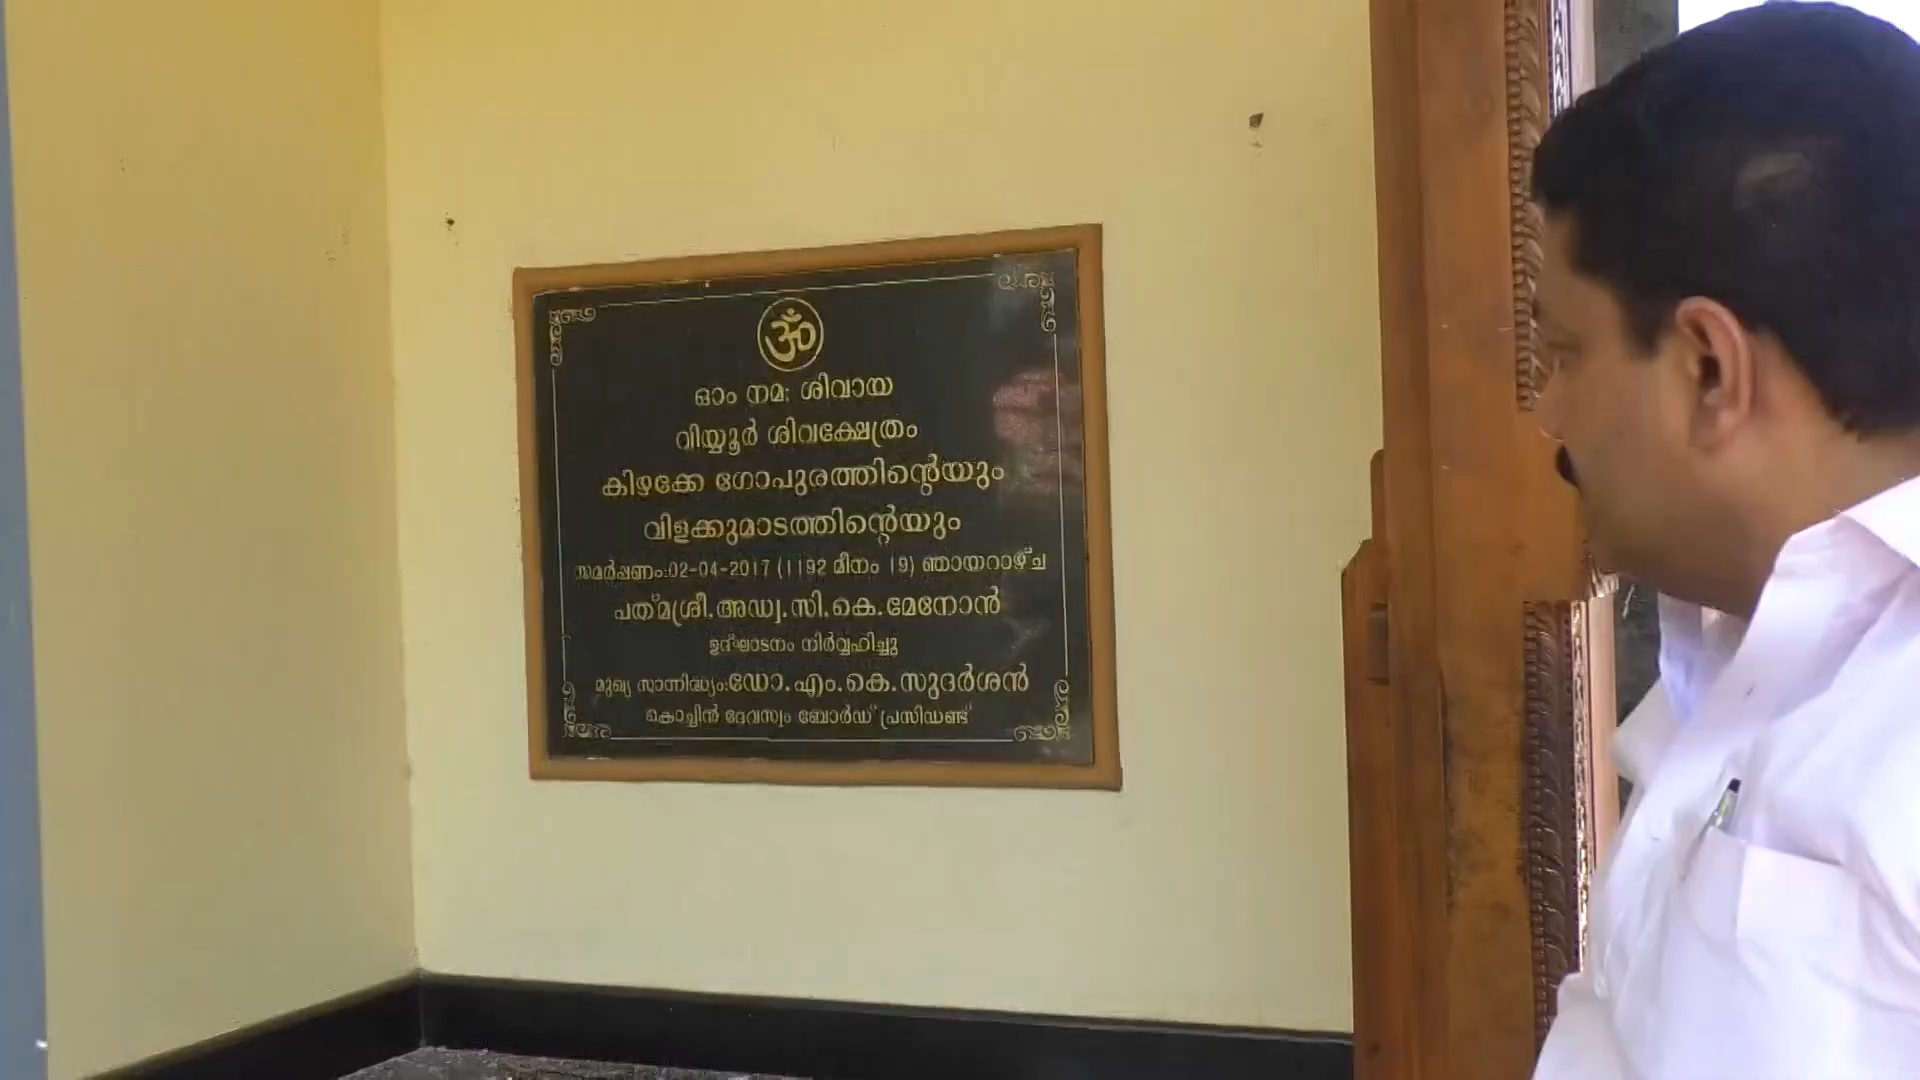 ॐ
ഓം നമ: ശിവായ
വിയ്യൂർ ശിവക്ഷേത്രം
കിഴക്കേ ഗോപുരത്തിന്റെയും
വിളക്കുമാടത്തിന്റെയും
സമർപ്പണം:02-04-2017 (1192 മീനം 19) ഞായറാഴ്ച
പത്മശ്രീ.അഡ്വ.സി.കെ.മേനോൻ
ഉദ്ഘാടനം നിർവ്വഹിച്ചു
മുഖ്യ സാന്നിദ്ധ്യം:ഡോ.എം.കെ.സുദർശൻ
കൊച്ചിൻ ദേവസ്വം ബോർഡ് പ്രസിഡണ്ട്